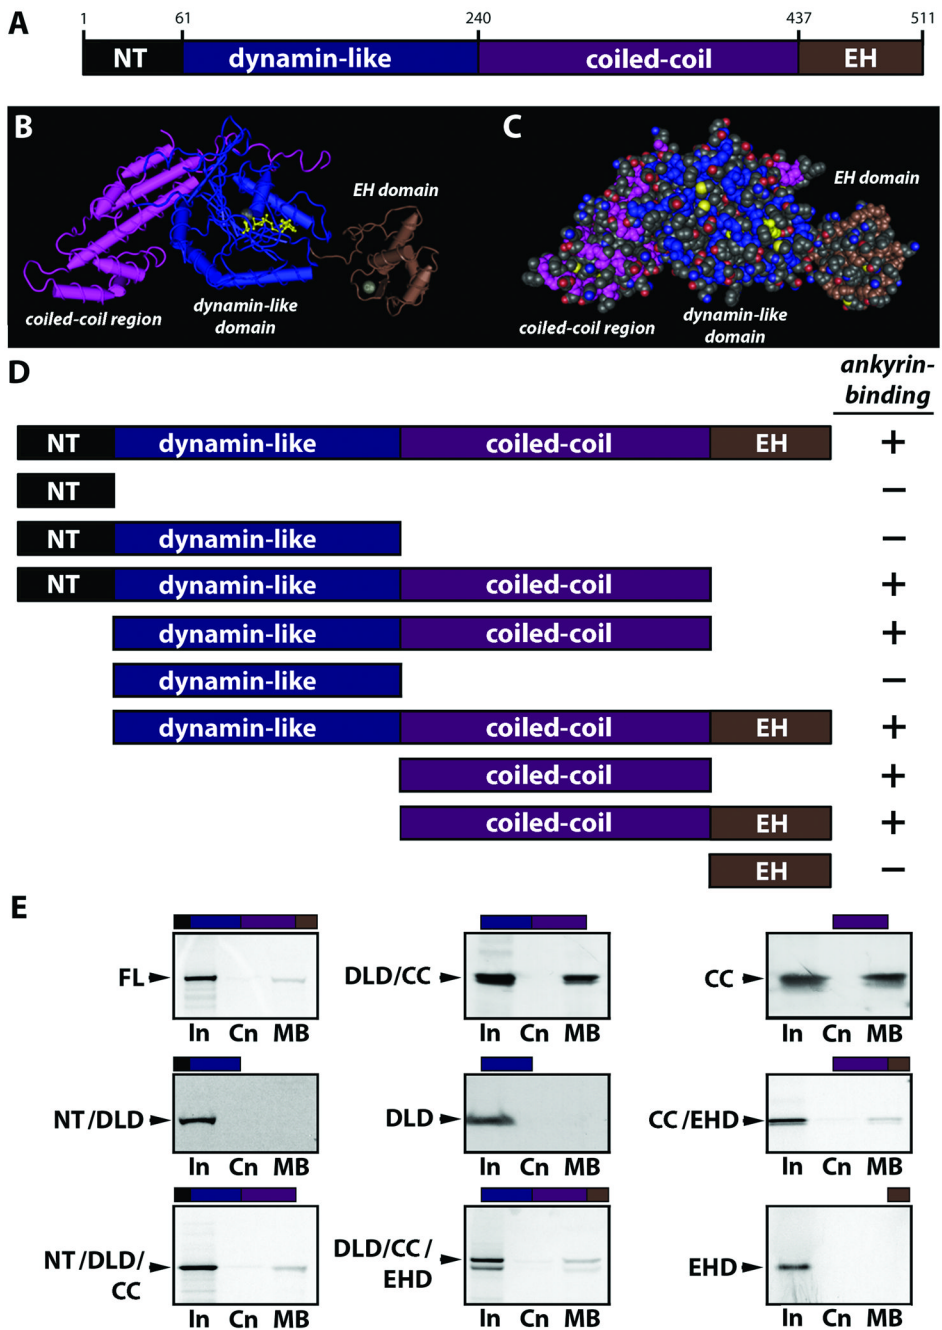 A
1 61 240 437 511
NT dynamin-like coiled-coil EH
B
EH domain
coiled-coil region
dynamin-like
domain
C
EH domain
coiled-coil region
dynamin-like
domain
D
ankyrin-
binding
NT dynamin-like coiled-coil EH +
NT −
NT dynamin-like −
NT dynamin-like coiled-coil +
dynamin-like coiled-coil +
dynamin-like −
dynamin-like coiled-coil EH +
coiled-coil +
coiled-coil EH +
EH −
E
FL
In Cn MB
DLD/CC
In Cn MB
CC
In Cn MB
NT/DLD
In Cn MB
DLD
In Cn MB
CC/EHD
In Cn MB
NT/DLD/
CC
In Cn MB
DLD/CC/
EHD
In Cn MB
EHD
In Cn MB